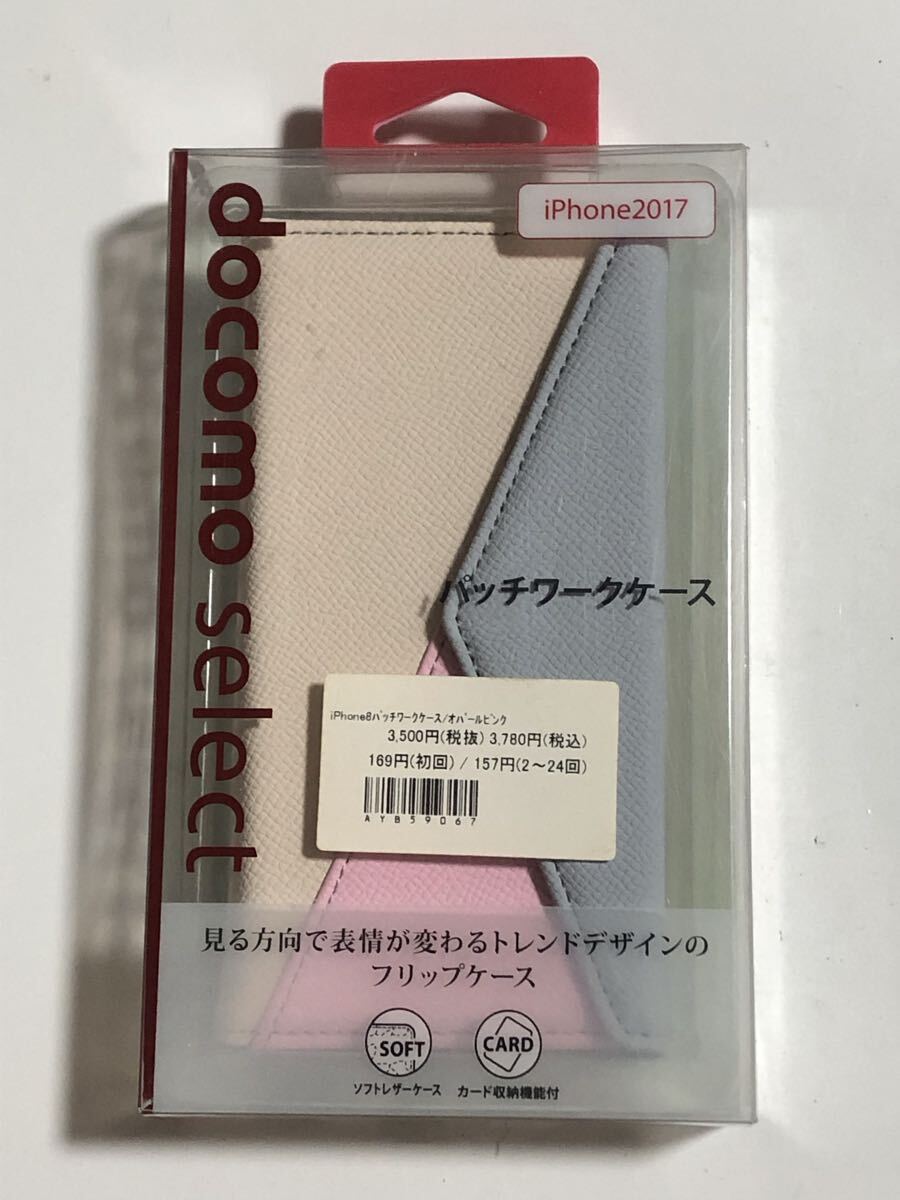 iPhone2017
docomo select
パッチワークケース
iPhone8ﾊﾟｯﾁワークケース/オﾊﾟールピンク
3,500円(税抜) 3,780円(税込)
169円(初回) / 157円(2～24回)
AYB59067
見る方向で表情が変わるトレンドデザインの
フリップケース
SOFT
CARD
ソフトレザーケース
カード収納機能付